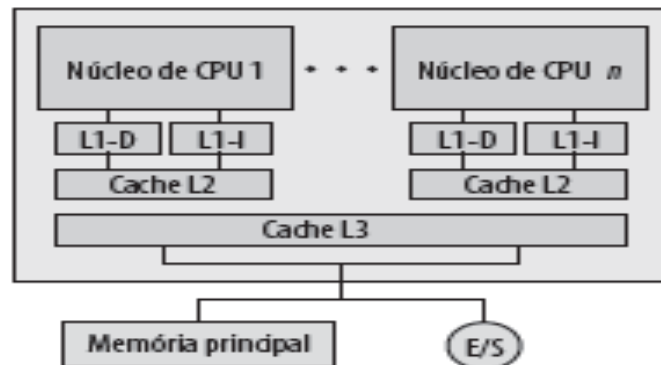 Núcleo de CPU 1 • • • Núcleo de CPU n
L1-D L1-I L1-D L1-I
Cache L2 Cache L2
Cache L3
Memória principal E/S